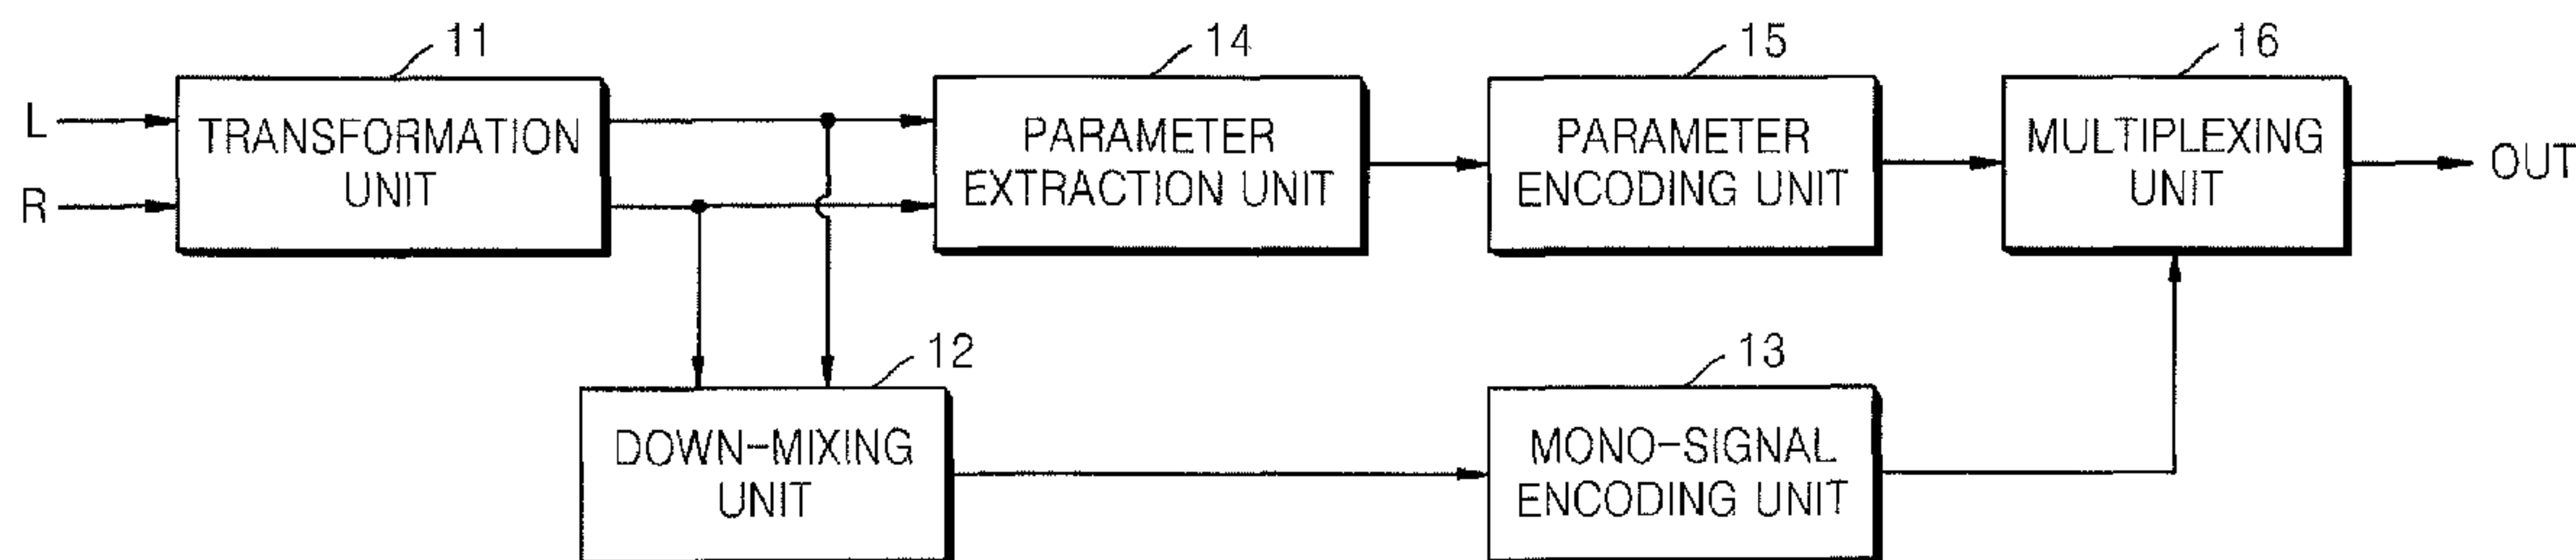 11
14
15
16
L
R
TRANSFORMATION
UNIT
PARAMETER
EXTRACTION UNIT
PARAMETER
ENCODING UNIT
MULTIPLEXING
UNIT
OUT
12
13
DOWN-MIXING
UNIT
MONO-SIGNAL
ENCODING UNIT